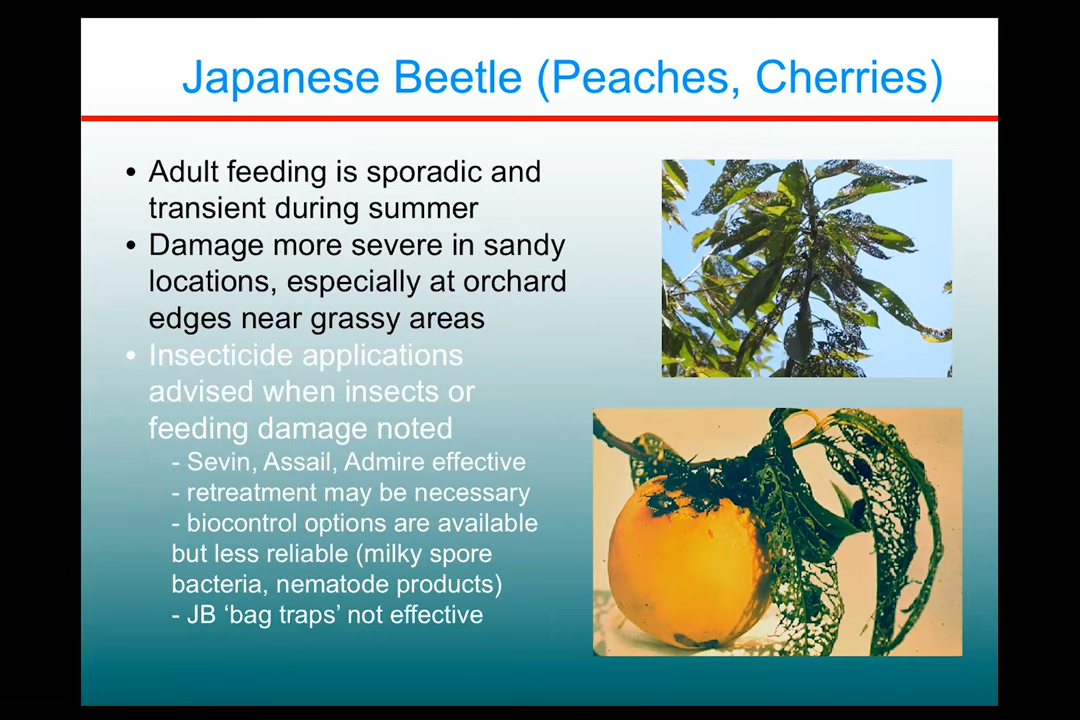 Japanese Beetle (Peaches, Cherries)
• Adult feeding is sporadic and
transient during summer
• Damage more severe in sandy
locations, especially at orchard
edges near grassy areas
• Insecticide applications
advised when insects or
feeding damage noted
- Sevin, Assail, Admire effective
- retreatment may be necessary
- biocontrol options are available
but less reliable (milky spore
bacteria, nematode products)
- JB ‘bag traps’ not effective